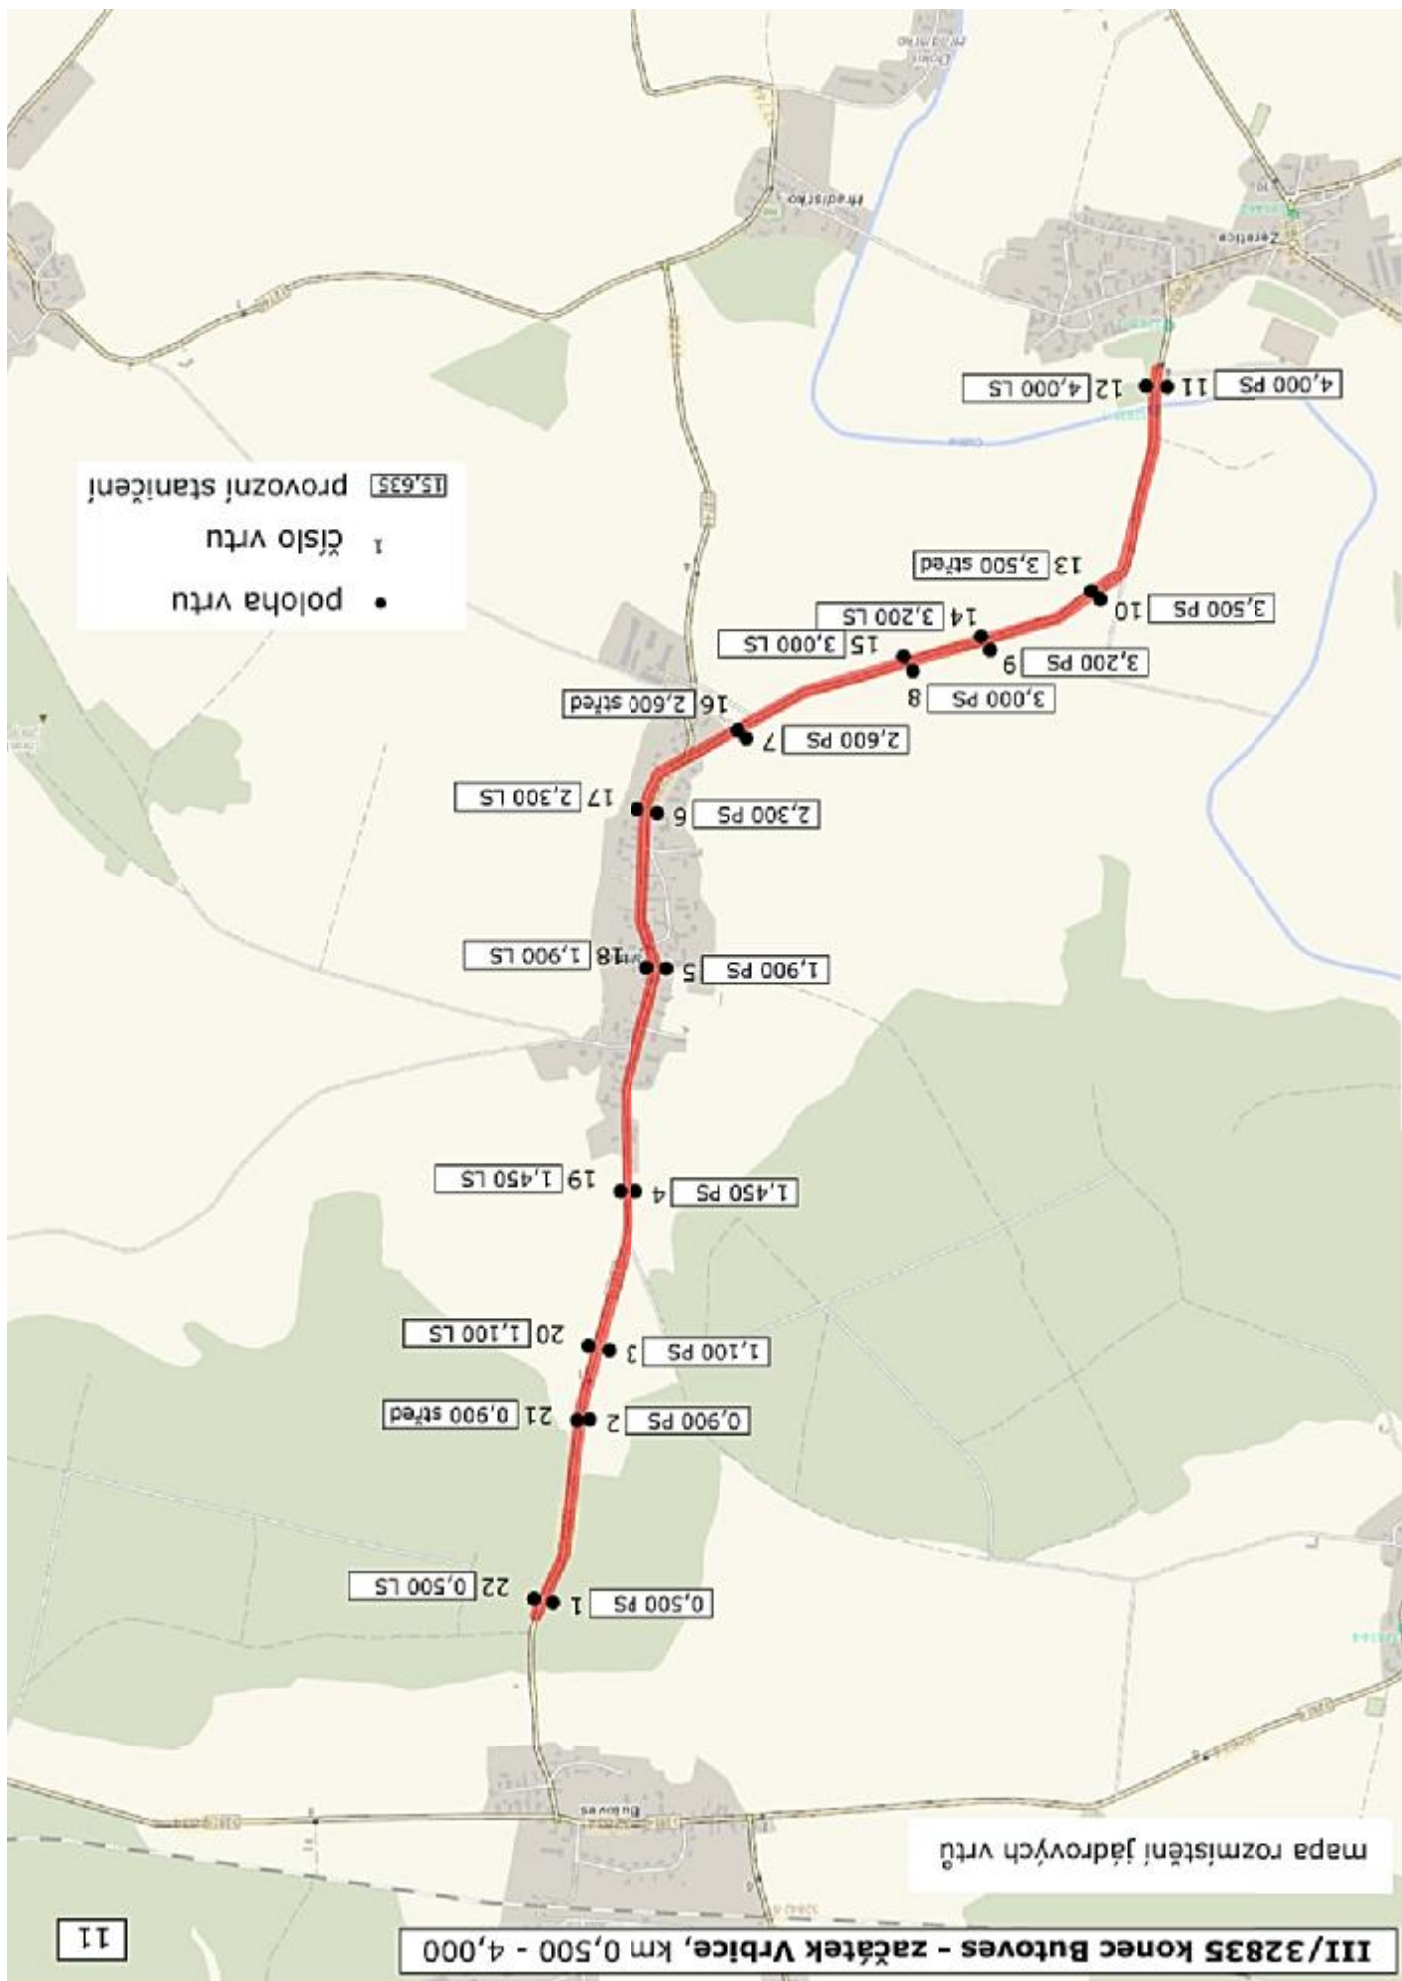 III/32835 konec Butoves - začátek Vrbice, km 0,500 - 4,000
11
mapa rozmístění jádrových vrtů
Butoves
0,500 PS
1
22
0,500 LS
0,900 PS
2
21
0,900 střed
1,100 PS
3
20
1,100 LS
1,450 PS
4
19
1,450 LS
1,900 PS
5
18
1,900 LS
2,300 PS
6
17
2,300 LS
2,600 PS
7
16
2,600 střed
3,000 PS
8
15
3,000 LS
3,200 PS
9
14
3,200 LS
3,500 PS
10
13
3,500 střed
4,000 PS
11
12
4,000 LS
poloha vrtu
1 číslo vrtu
15,635 provozní staničení
Žeretice
Hradišťko